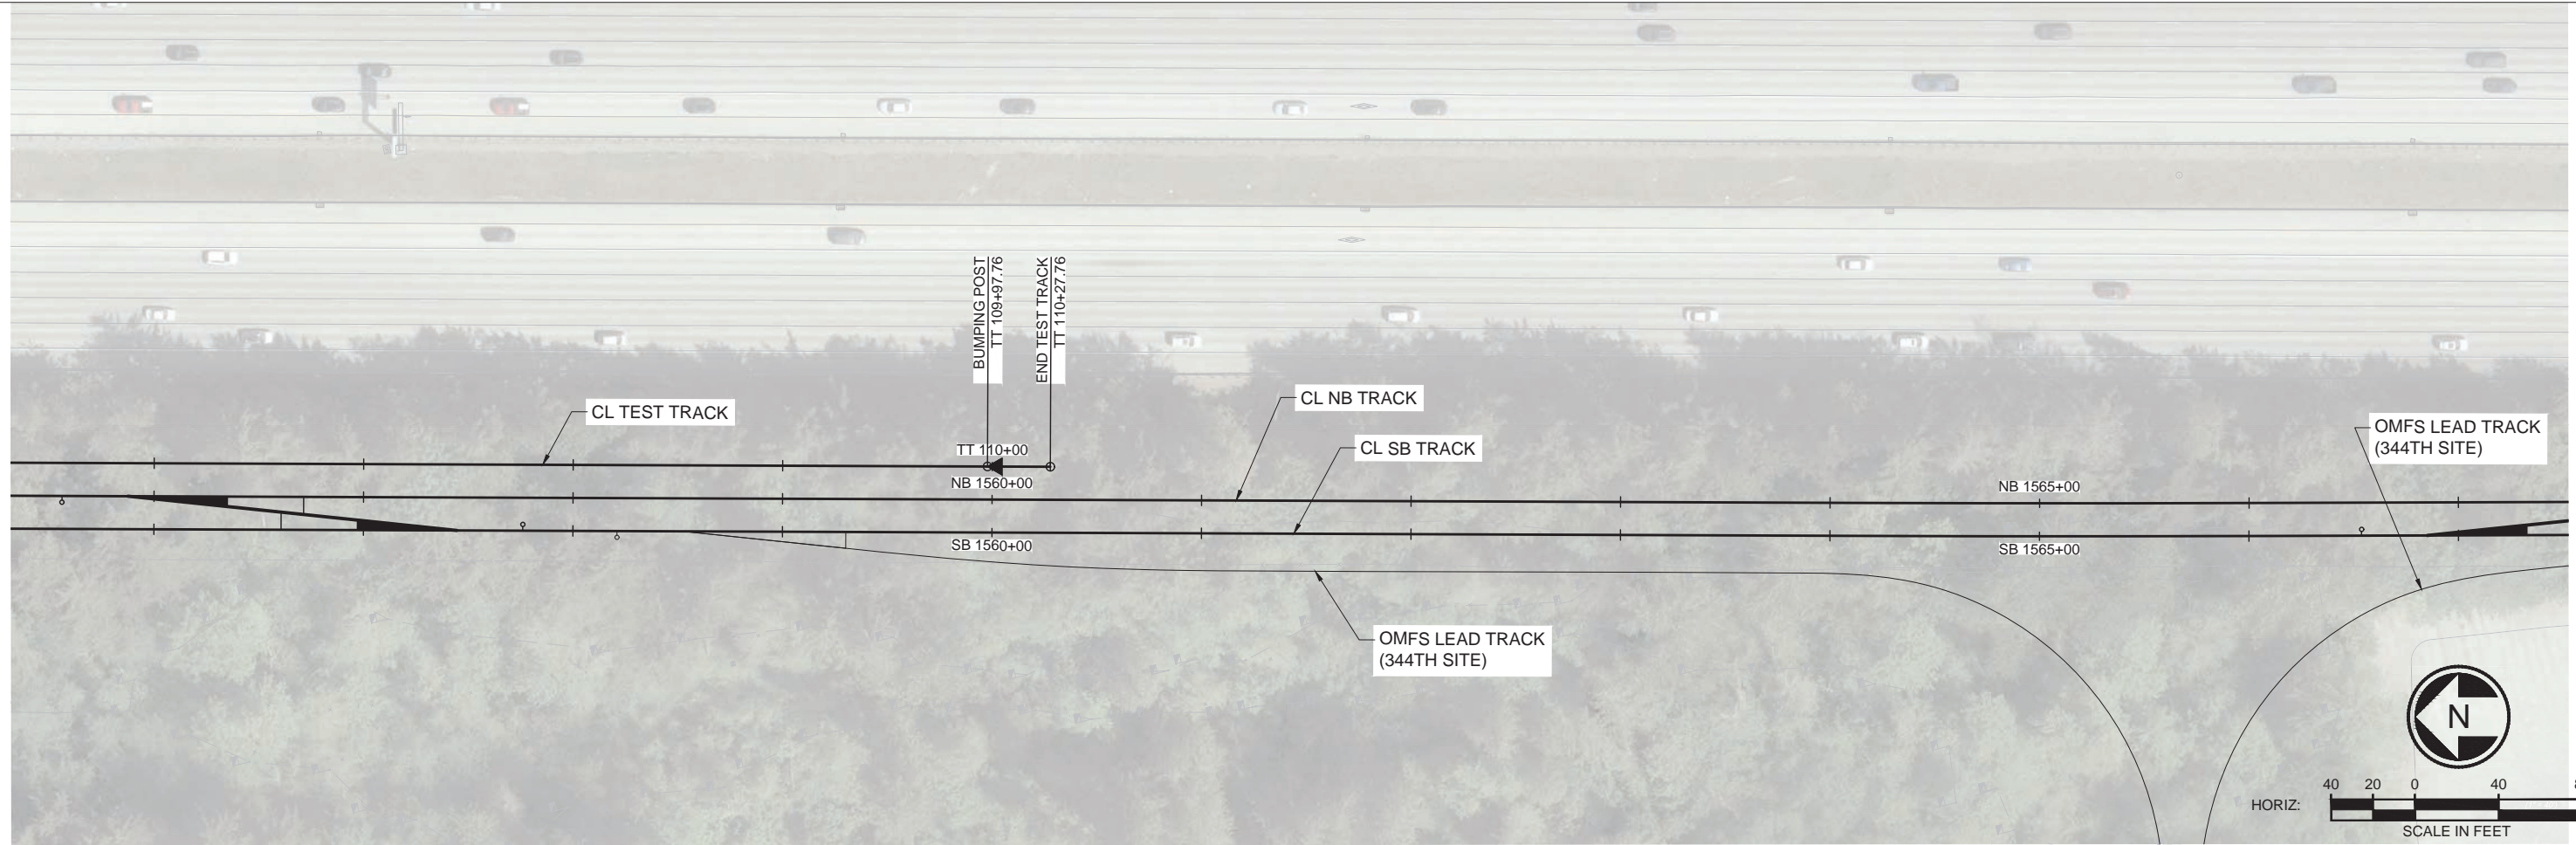 BUMPING POST
TT 109+97.76
END TEST TRACK
TT 110+27.76
CL TEST TRACK
CL NB TRACK
CL SB TRACK
OMFS LEAD TRACK
(344TH SITE)
TT 110+00
NB 1560+00
NB 1565+00
SB 1560+00
SB 1565+00
OMFS LEAD TRACK
(344TH SITE)
N
HORIZ:
40 20 0 40
SCALE IN FEET